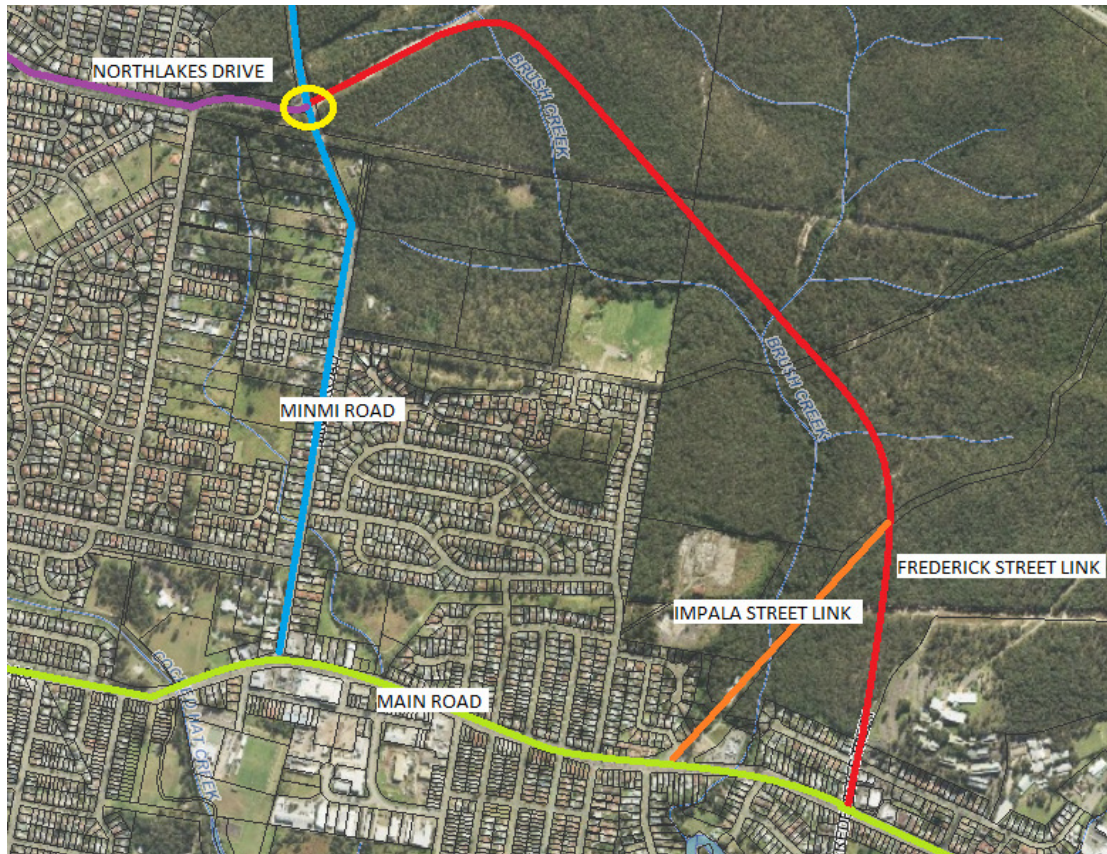 NORTHLAKES DRIVE
BRUSH CREEK
MINMI ROAD
BRUSH CREEK
FREDERICK STREET LINK
IMPALA STREET LINK
MAIN ROAD